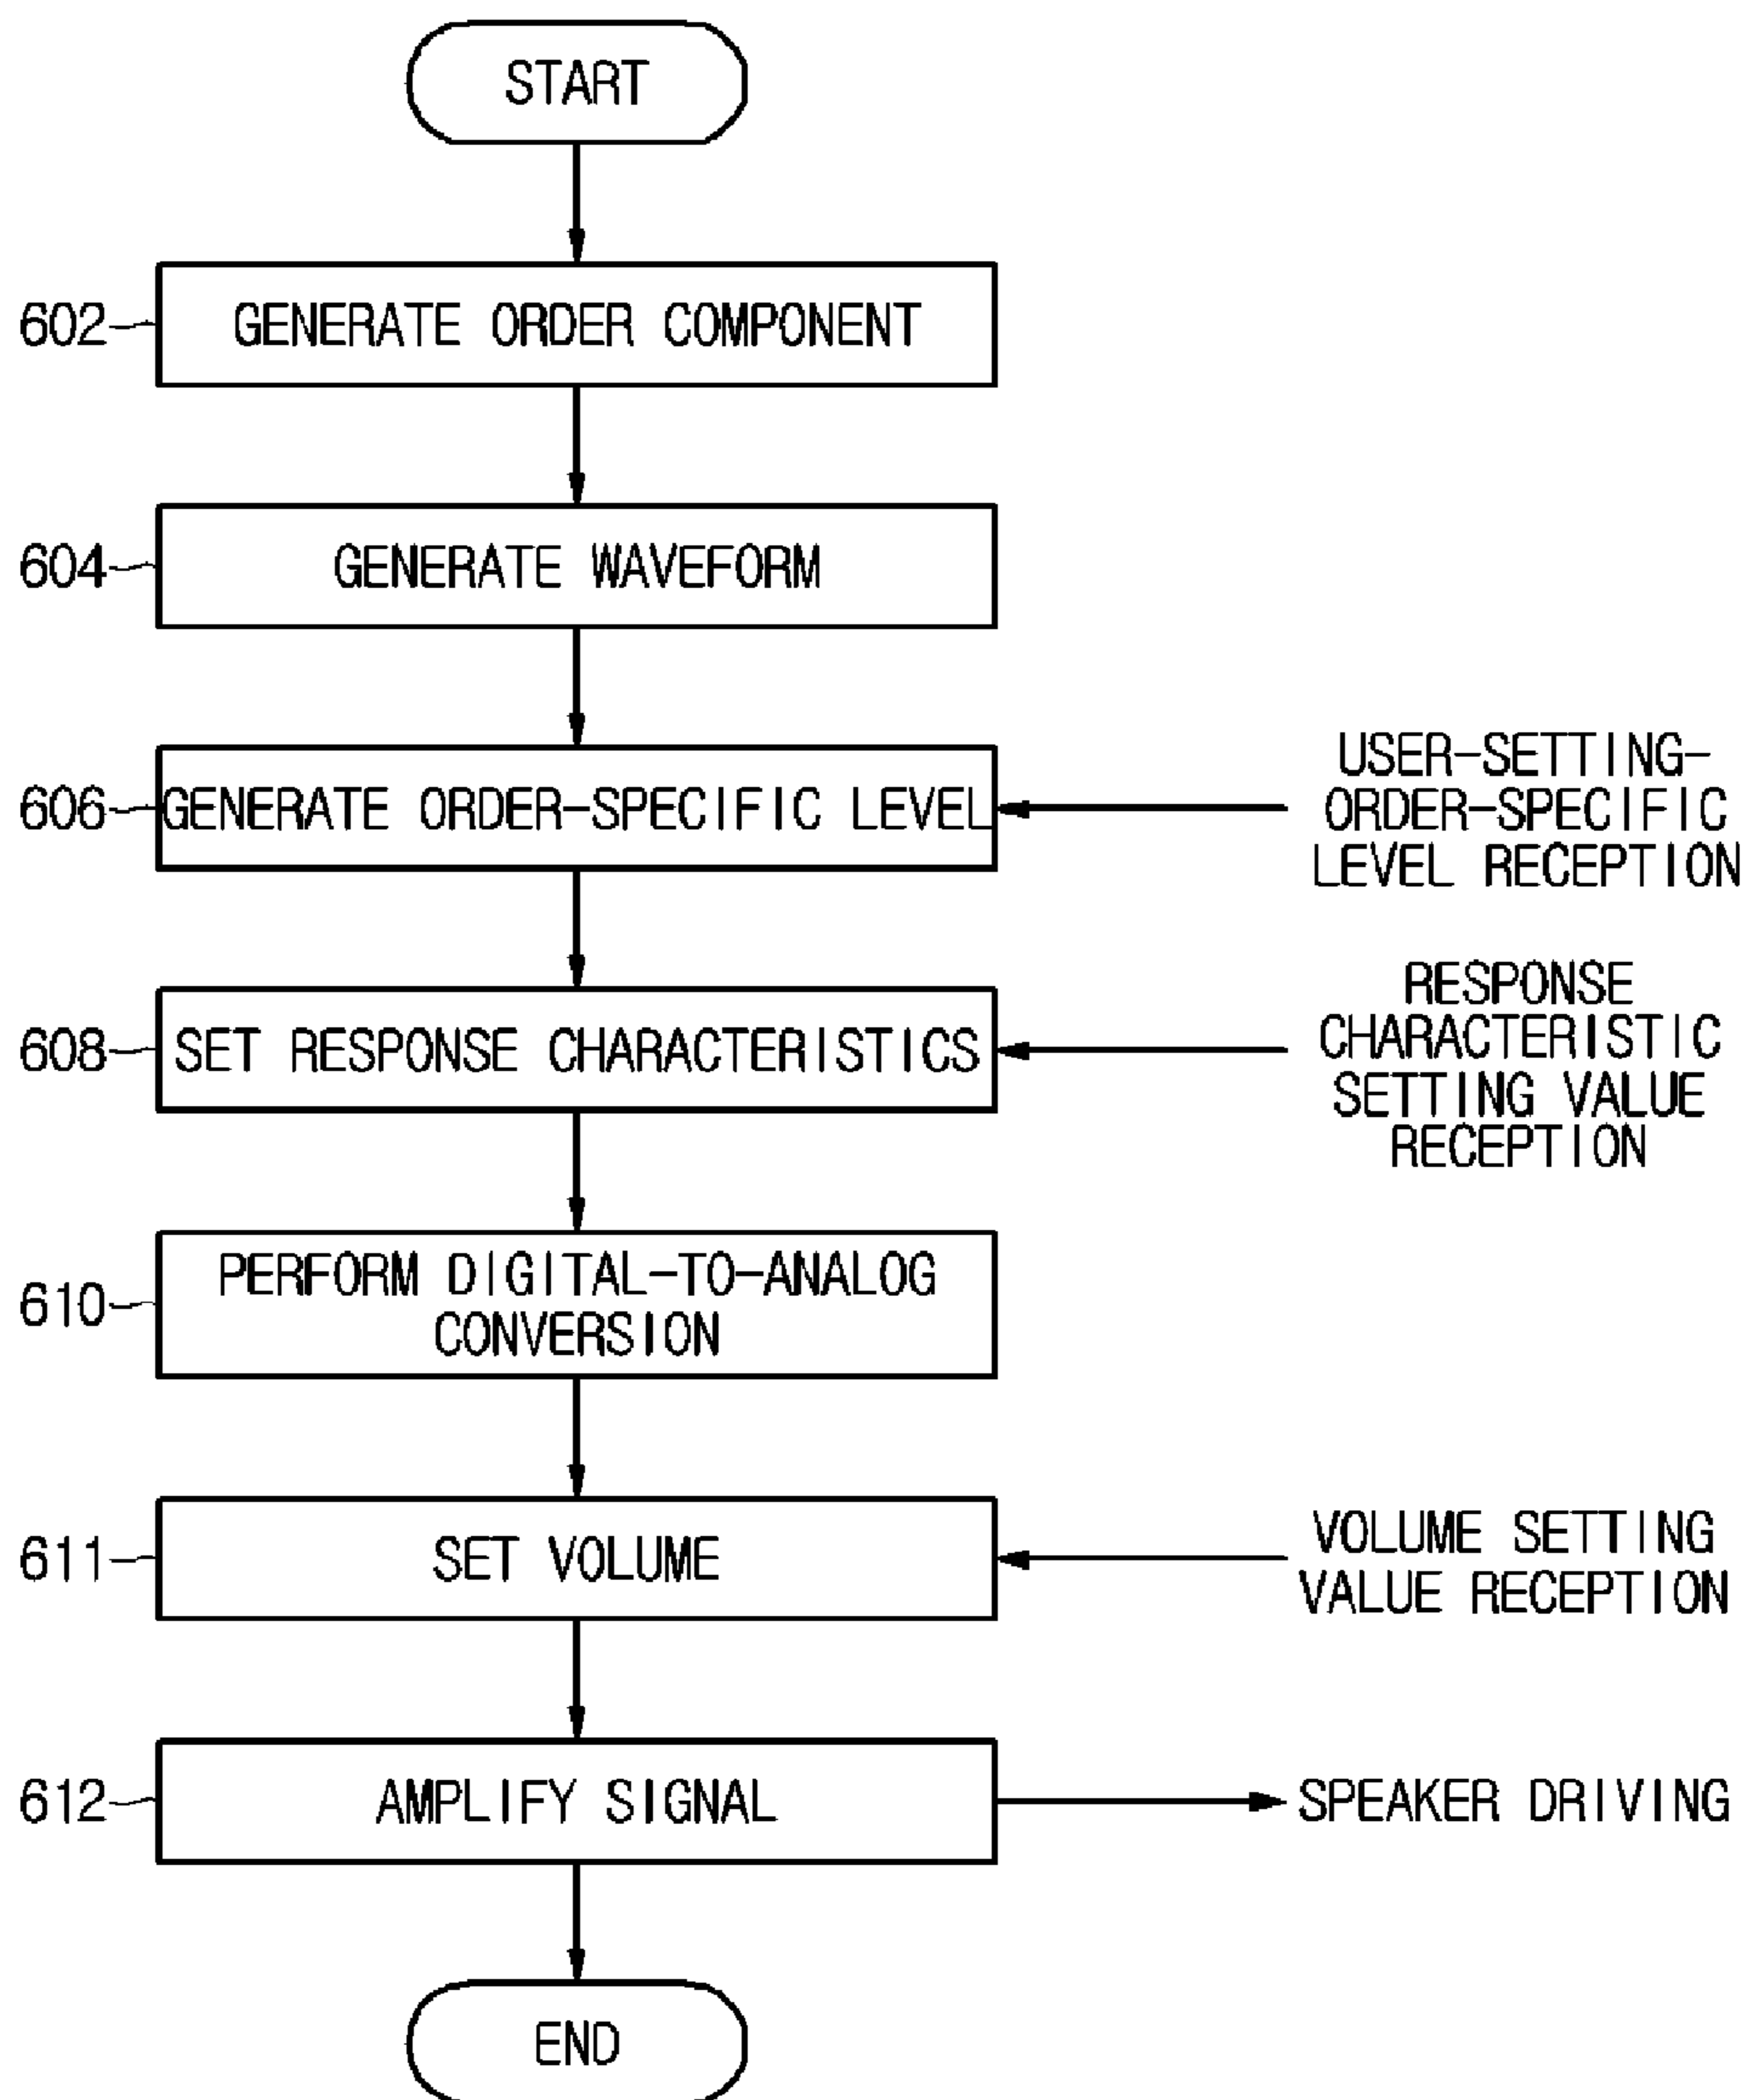 START
602
GENERATE ORDER COMPONENT
604
GENERATE WAVEFORM
606
GENERATE ORDER-SPECIFIC LEVEL
USER-SETTING-
ORDER-SPECIFIC
LEVEL RECEPTION
608
SET RESPONSE CHARACTERISTICS
RESPONSE
CHARACTERISTIC
SETTING VALUE
RECEPTION
610
PERFORM DIGITAL-TO-ANALOG
CONVERSION
611
SET VOLUME
VOLUME SETTING
VALUE RECEPTION
612
AMPLIFY SIGNAL
SPEAKER DRIVING
END